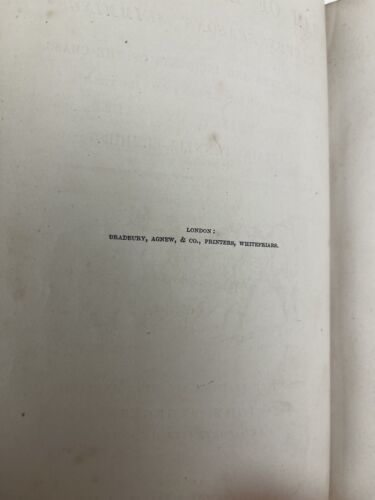 LONDON:
BRADBURY, AGNEW, & CO., PRINTERS, WHITEFRIARS.